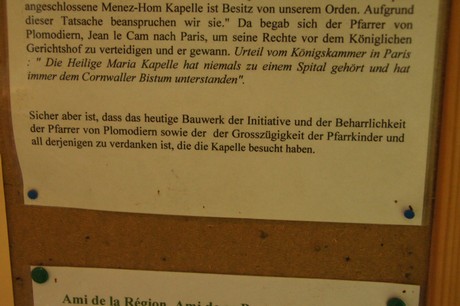 angeschlossene Menez-Hom Kapelle ist Besitz von unserem Orden. Aufgrund
dieser Tatsache beanspruchen wir sie." Da begab sich der Pfarrer von
Plomodiern, Jean le Cam nach Paris, um seine Rechte vor dem Königlichen
Gerichtshof zu verteidigen und er gewann. Urteil vom Königskammer in Paris
: " Die Heilige Maria Kapelle hat niemals zu einem Spital gehört und hat
immer dem Cornwaller Bistum unterstanden".
Sicher aber ist, dass das heutige Bauwerk der Initiative und der Beharrlichkeit
der Pfarrer von Plomodiern sowie der der Grosszügigkeit der Pfarrkinder und
all derjenigen zu verdanken ist, die die Kapelle besucht haben.
Ami de la Région, Ami